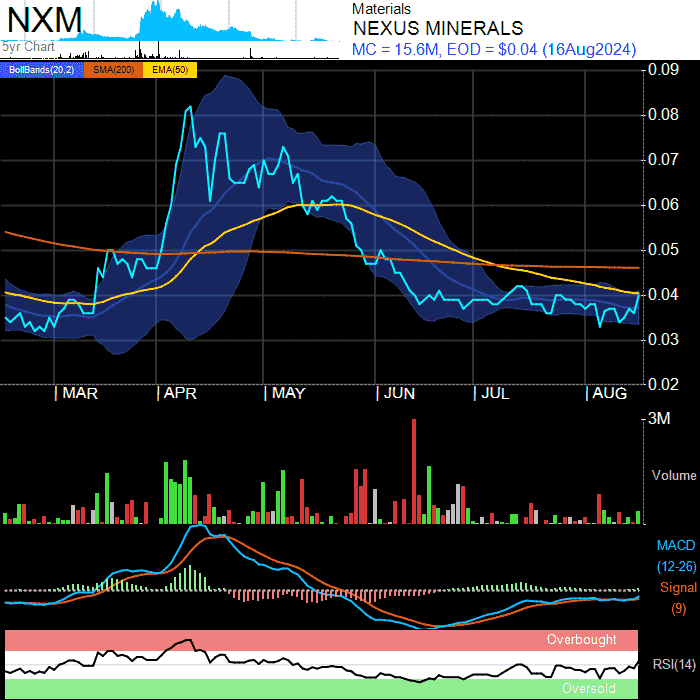 NXM
5yr Chart
Materials
NEXUS MINERALS
MC = 15.6M, EOD = $0.04 (16Aug2024)
BollBands(20,2) SMA(200) EMA(50)
0.09
0.08
0.07
0.06
0.05
0.04
0.03
0.02
MAR APR MAY JUN JUL AUG
3M
Volume
MACD
(12-26)
Signal
(9)
Overbought
RSI(14)
Oversold